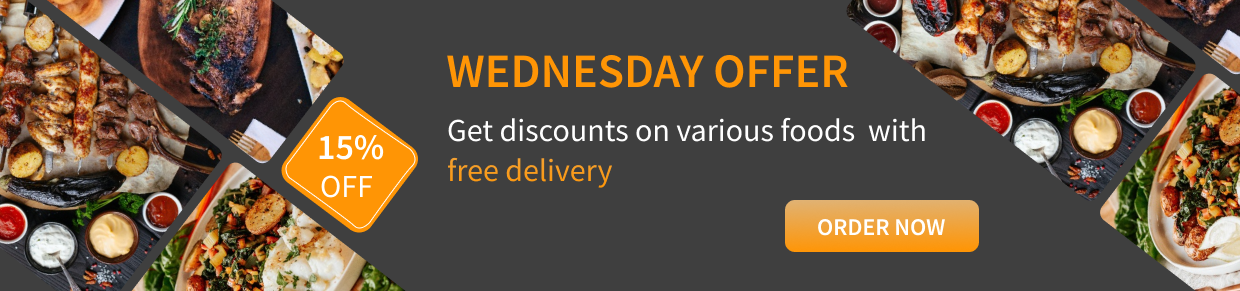 WEDNESDAY OFFER
Get discounts on various foods  with
free delivery
15%
OFF
ORDER NOW